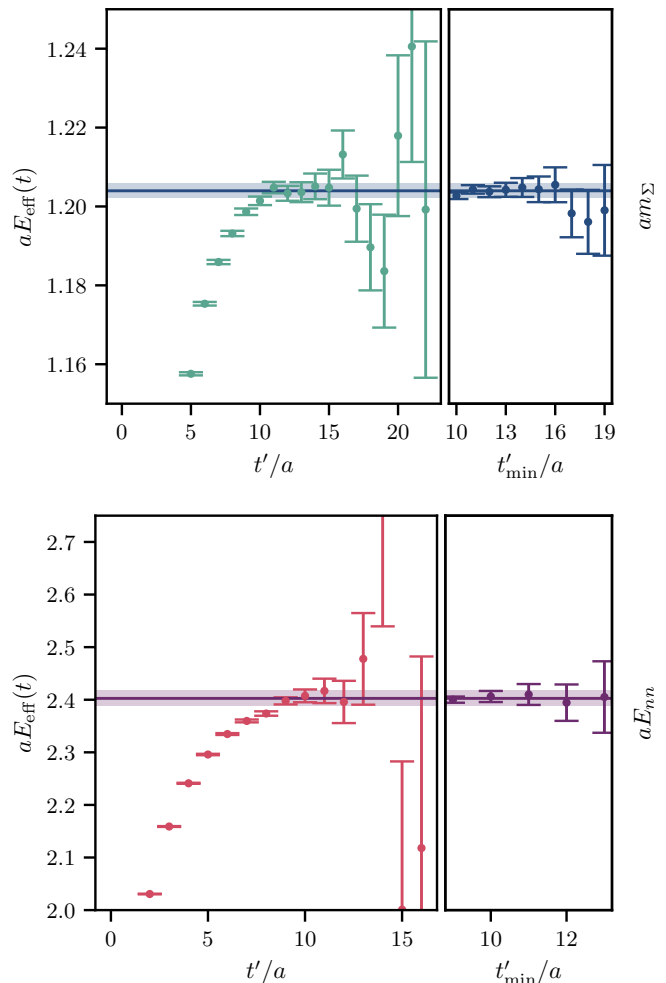 1.24
1.22
1.20
1.18
1.16
aE_eff(t)
0 5 10 15 20
t′/a
10 13 16 19
t′_min/a
am_Σ
2.7
2.6
2.5
2.4
2.3
2.2
2.1
2.0
aE_eff(t)
0 5 10 15
t′/a
10 12
t′_min/a
aE_nn